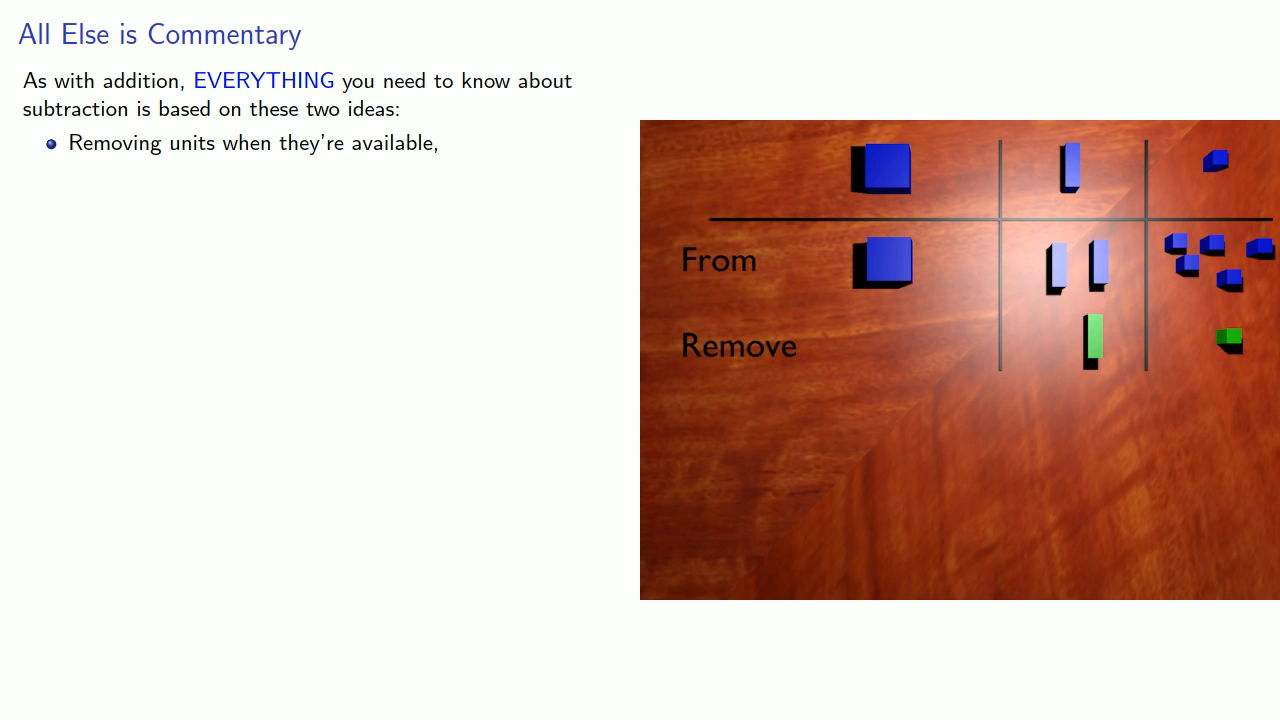 All Else is Commentary
As with addition, EVERYTHING you need to know about
subtraction is based on these two ideas:
Removing units when they're available,
From
Remove